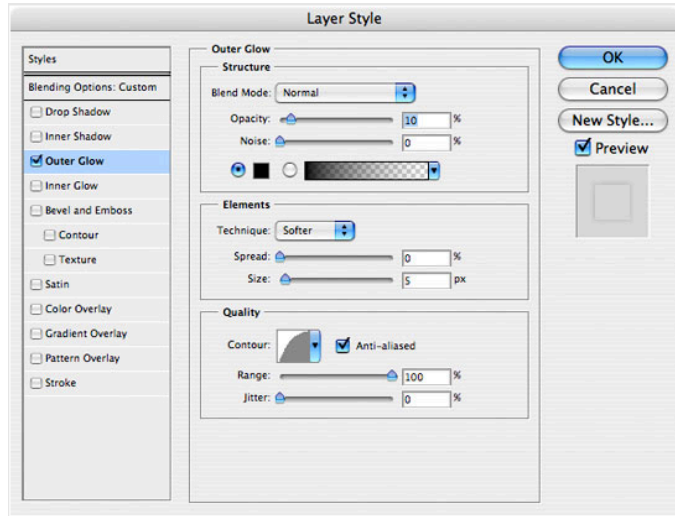 Layer Style
Styles
Blending Options: Custom
Drop Shadow
Inner Shadow
Outer Glow
Inner Glow
Bevel and Emboss
Contour
Texture
Satin
Color Overlay
Gradient Overlay
Pattern Overlay
Stroke
Outer Glow
Structure
Blend Mode: Normal
Opacity: 10 %
Noise: 0 %
Elements
Technique: Softer
Spread: 0 %
Size: 5 px
Quality
Contour: Anti-aliased
Range: 100 %
Jitter: 0 %
OK
Cancel
New Style...
Preview